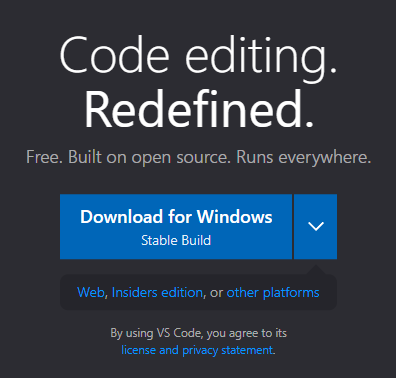 Code editing.
Redefined.
Free. Built on open source. Runs everywhere.
Download for Windows
Stable Build
Web, Insiders edition, or other platforms
By using VS Code, you agree to its
license and privacy statement.